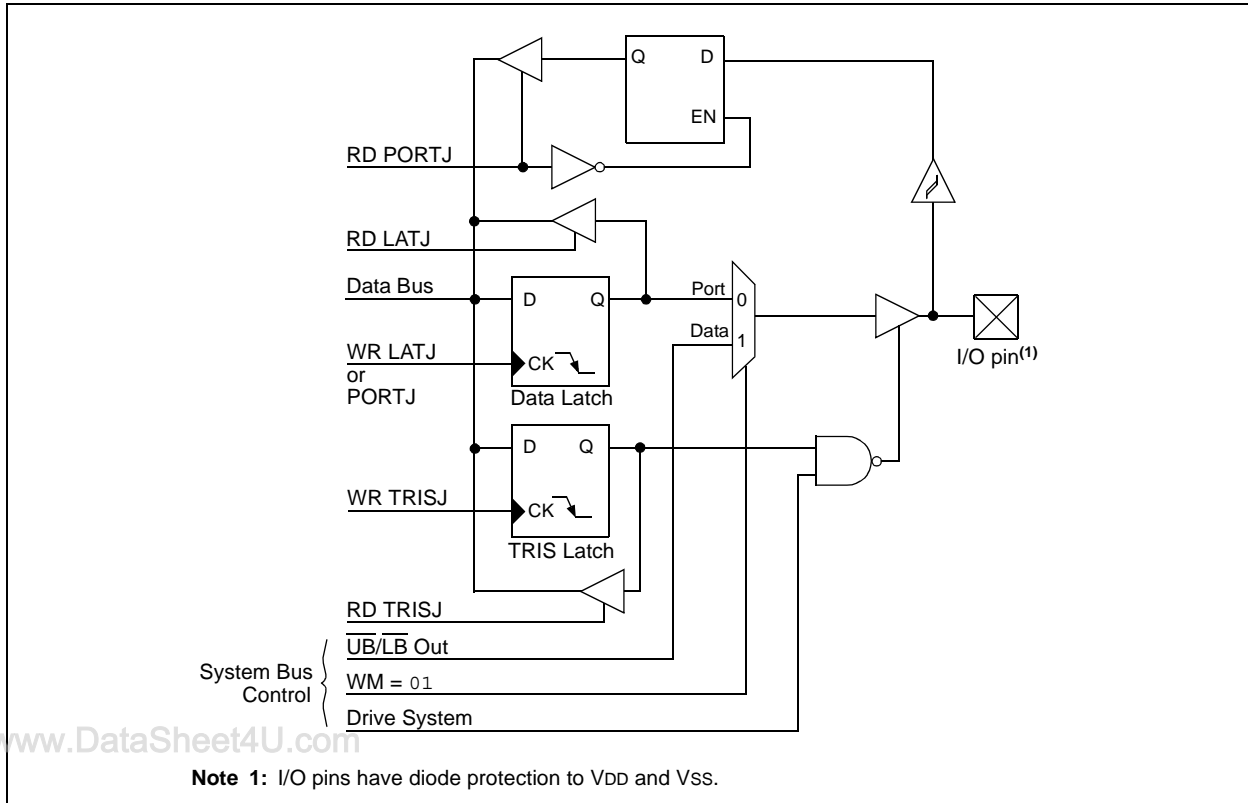 Q D
EN
RD PORTJ
RD LATJ
Data Bus
D Q
Port 0
Data 1
I/O pin(1)
WR LATJ
or
PORTJ
CK
Data Latch
D Q
WR TRISJ
CK
TRIS Latch
RD TRISJ
UB/LB Out
System Bus
Control
WM = 01
Drive System
www.DataSheet4U.com
Note 1: I/O pins have diode protection to VDD and VSS.